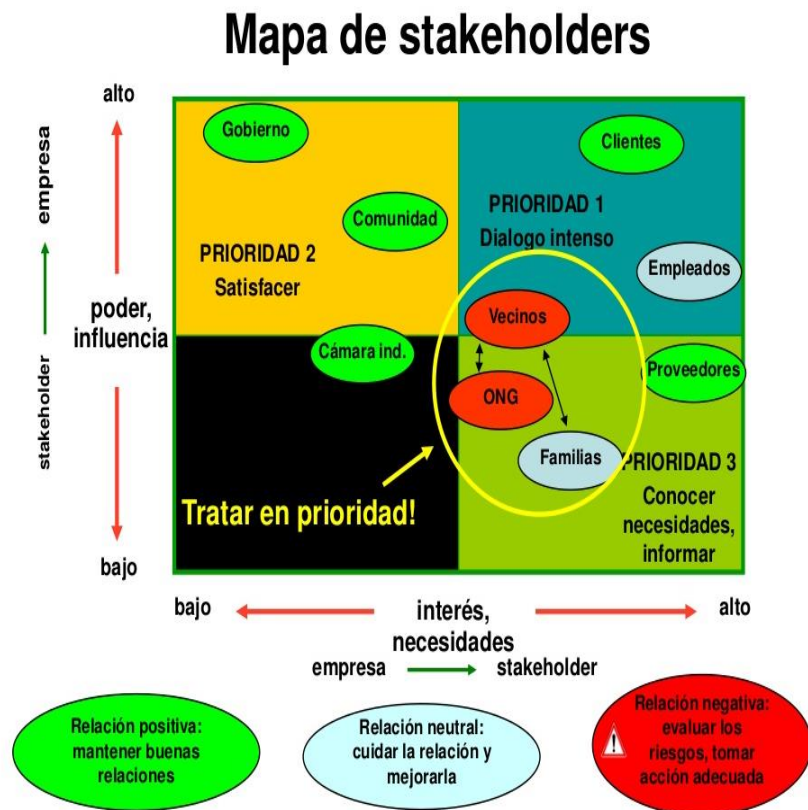 Mapa de stakeholders
alto
empresa
stakeholder
poder,
influencia
bajo
Gobierno
Comunidad
PRIORIDAD 2
Satisfacer
Clientes
PRIORIDAD 1
Dialogo intenso
Empleados
Vecinos
Cámara ind.
Proveedores
ONG
Familias
PRIORIDAD 3
Conocer
necesidades,
informar
Tratar en prioridad!
bajo
interés,
necesidades
alto
empresa
stakeholder
Relación positiva:
mantener buenas
relaciones
Relación neutral:
cuidar la relación y
mejorarla
Relación negativa:
evaluar los
riesgos, tomar
acción adecuada
!